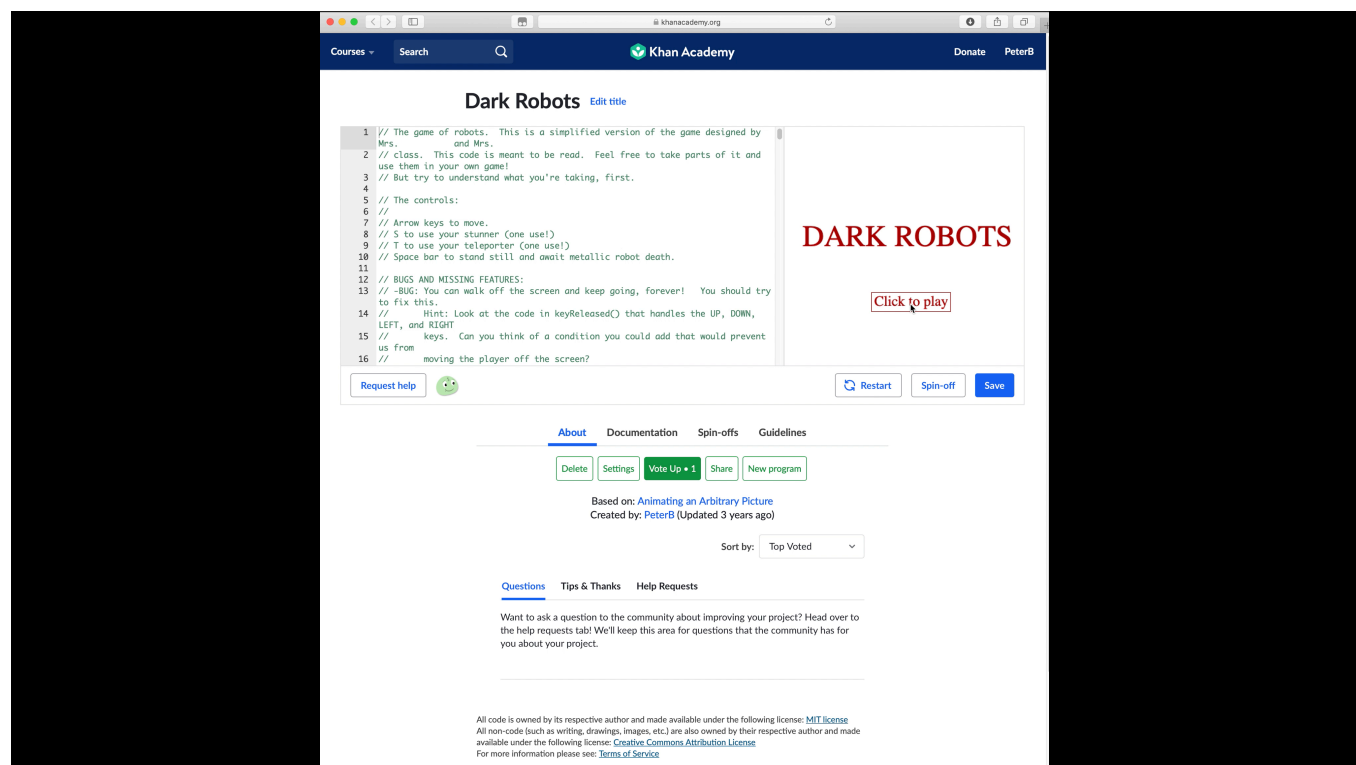 khanacademy.org
Courses
Search
Khan Academy
Donate
PeterB
Dark Robots
Edit title
1 // The game of robots. This is a simplified version of the game designed by
Mrs. and Mrs.
2 // class. This code is meant to be read. Feel free to take parts of it and
use them in your own game!
3 // But try to understand what you're taking, first.
4
5 // The controls:
6 //
7 // Arrow keys to move.
8 // S to use your stunner (one use!)
9 // T to use your teleporter (one use!)
10 // Space bar to stand still and await metallic robot death.
11
12 // BUGS AND MISSING FEATURES:
13 // -BUG: You can walk off the screen and keep going, forever! You should try
to fix this.
14 // Hint: Look at the code in keyReleased() that handles the UP, DOWN,
LEFT, and RIGHT
15 // keys. Can you think of a condition you could add that would prevent
us from
16 // moving the player off the screen?
DARK ROBOTS
Click to play
Request help
Restart
Spin-off
Save
About
Documentation
Spin-offs
Guidelines
Delete
Settings
Vote Up • 1
Share
New program
Based on: Animating an Arbitrary Picture
Created by: PeterB (Updated 3 years ago)
Sort by:
Top Voted
Questions
Tips & Thanks
Help Requests
Want to ask a question to the community about improving your project? Head over to
the help requests tab! We'll keep this area for questions that the community has for
you about your project.
All code is owned by its respective author and made available under the following license: MIT license
All non-code (such as writing, drawings, images, etc.) are also owned by their respective author and made
available under the following license: Creative Commons Attribution License
For more information please see: Terms of Service